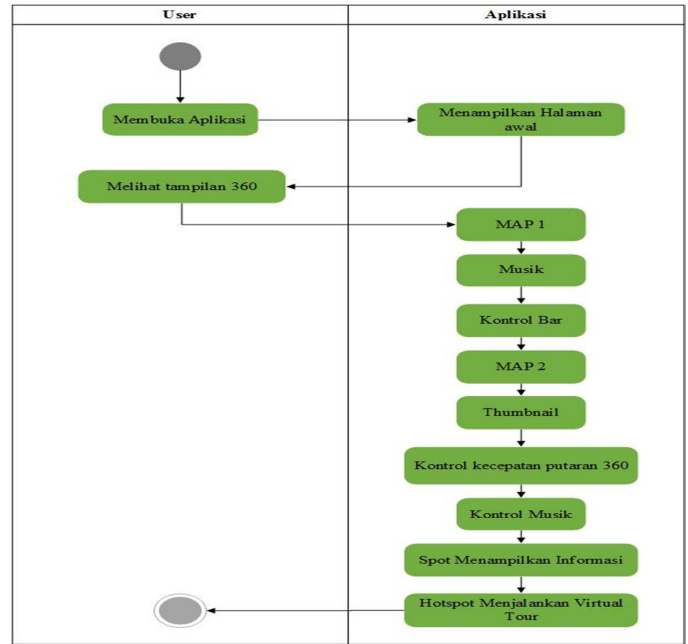 User
Aplikasi
Membuka Aplikasi
Menampilkan Halaman
awal
Melihat tampilan 360
MAP 1
Musik
Kontrol Bar
MAP 2
Thumbnail
Kontrol kecepatan putaran 360
Kontrol Musik
Spot Menampilkan Informasi
Hotspot Menjalankan Virtual
Tour